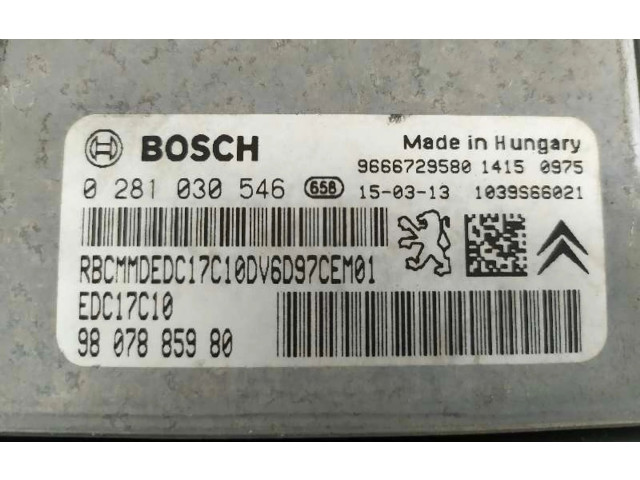 BOSCH
Made in Hungary
9666729580 1415 0975
0 281 030 546 658 15-03-13 1039S66021
RBCMMDEDC17C10DV6D97CEM01
EDC17C10
98 078 859 80